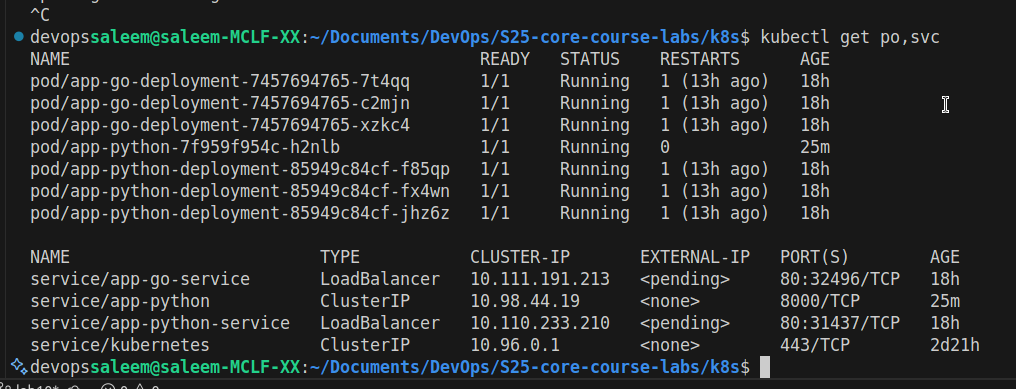 ^C
devopssaleem@saleem-MCLF-XX:~/Documents/DevOps/S25-core-course-labs/k8s$ kubectl get po,svc
NAME READY STATUS RESTARTS AGE
pod/app-go-deployment-7457694765-7t4qq 1/1 Running 1 (13h ago) 18h
pod/app-go-deployment-7457694765-c2mjn 1/1 Running 1 (13h ago) 18h
pod/app-go-deployment-7457694765-xzkc4 1/1 Running 1 (13h ago) 18h
pod/app-python-7f959f954c-h2nlb 1/1 Running 0 25m
pod/app-python-deployment-85949c84cf-f85qp 1/1 Running 1 (13h ago) 18h
pod/app-python-deployment-85949c84cf-fx4wn 1/1 Running 1 (13h ago) 18h
pod/app-python-deployment-85949c84cf-jhz6z 1/1 Running 1 (13h ago) 18h
NAME TYPE CLUSTER-IP EXTERNAL-IP PORT(S) AGE
service/app-go-service LoadBalancer 10.111.191.213 <pending> 80:32496/TCP 18h
service/app-python ClusterIP 10.98.44.19 <none> 8000/TCP 25m
service/app-python-service LoadBalancer 10.110.233.210 <pending> 80:31437/TCP 18h
service/kubernetes ClusterIP 10.96.0.1 <none> 443/TCP 2d21h
devopssaleem@saleem-MCLF-XX:~/Documents/DevOps/S25-core-course-labs/k8s$